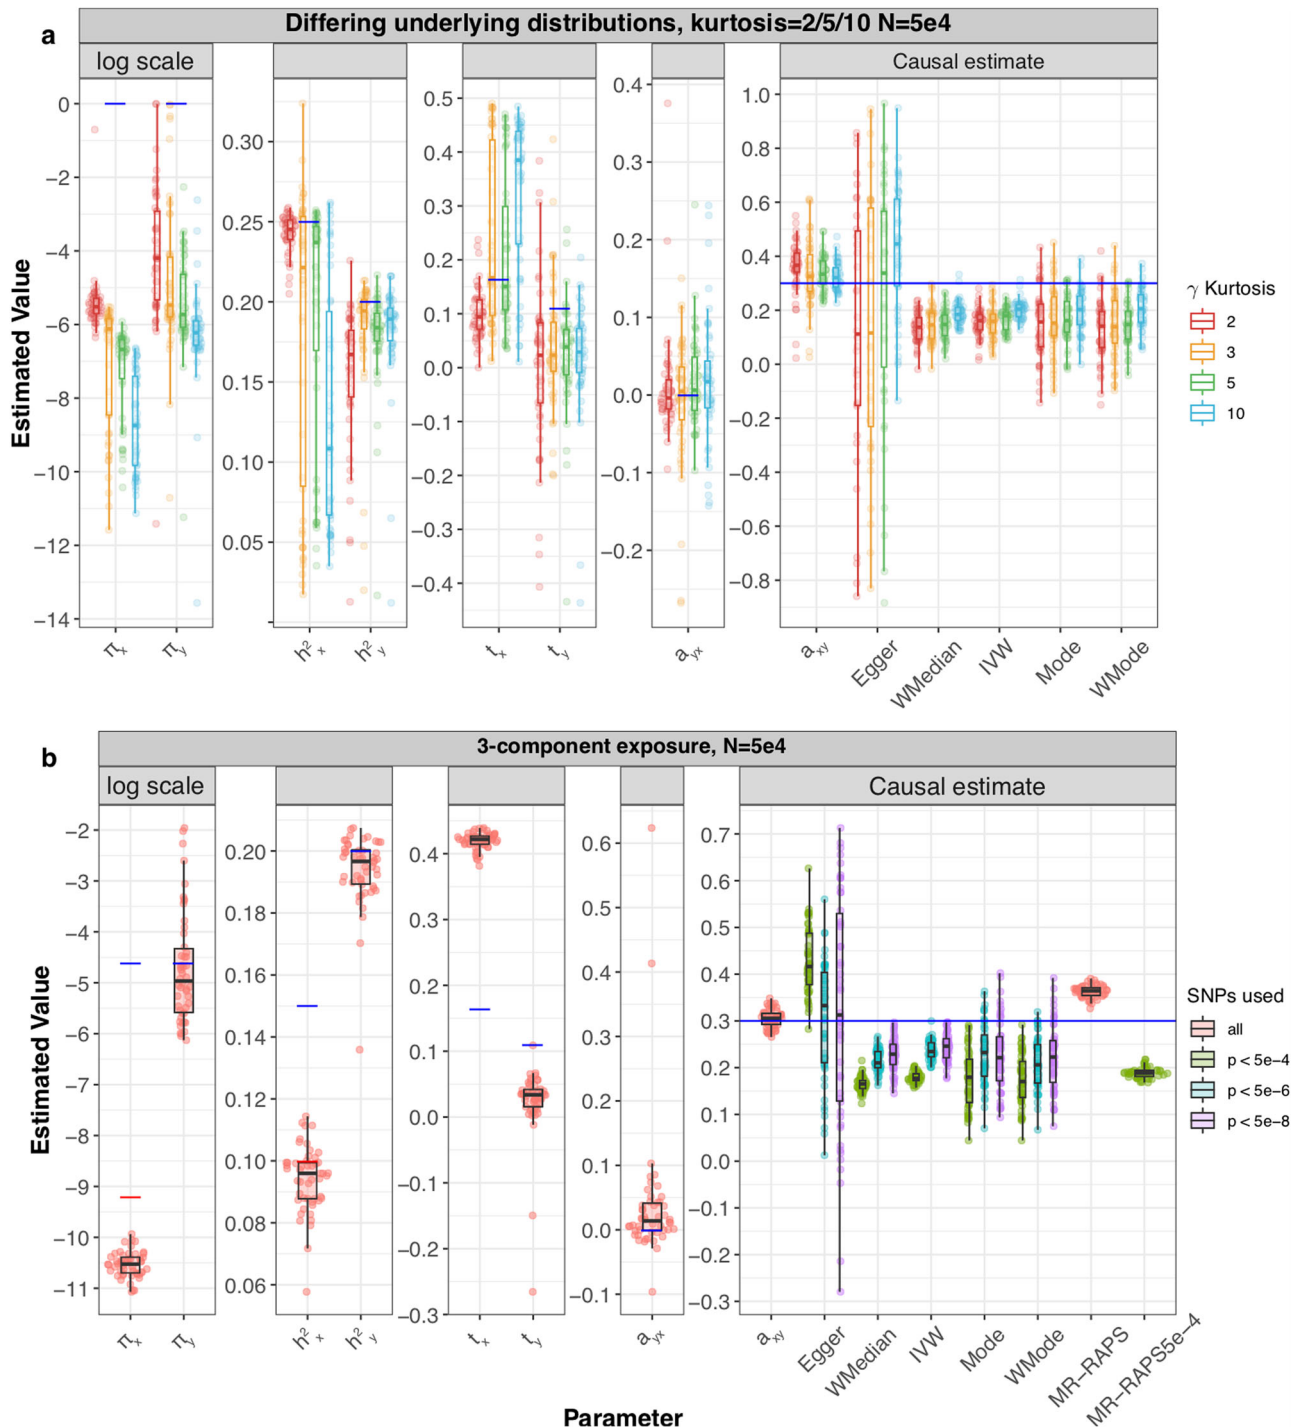 a
Differing underlying distributions, kurtosis=2/5/10 N=5e4
log scale
Causal estimate
Estimated Value
0
−2
−4
−6
−8
−10
−12
−14
0.30
0.25
0.20
0.15
0.10
0.05
0.5
0.4
0.3
0.2
0.1
0.0
−0.1
−0.2
−0.3
−0.4
0.4
0.3
0.2
0.1
0.0
−0.1
−0.2
1.0
0.8
0.6
0.4
0.2
0.0
−0.2
−0.4
−0.6
−0.8
πx
πy
h²x
h²y
tx
ty
ayx
axy
Egger
WMedian
IVW
Mode
WMode
γ Kurtosis
2
3
5
10
b
3-component exposure, N=5e4
log scale
Causal estimate
Estimated Value
−2
−3
−4
−5
−6
−7
−8
−9
−10
−11
0.20
0.18
0.16
0.14
0.12
0.10
0.08
0.06
0.4
0.3
0.2
0.1
0.0
−0.1
−0.2
−0.3
0.6
0.5
0.4
0.3
0.2
0.1
0.0
−0.1
0.7
0.6
0.5
0.4
0.3
0.2
0.1
0.0
−0.1
−0.2
−0.3
πx
πy
h²x
h²y
tx
ty
ayx
axy
Egger
WMedian
IVW
Mode
WMode
MR−RAPS
MR−RAPS5e−4
SNPs used
all
p < 5e−4
p < 5e−6
p < 5e−8
Parameter